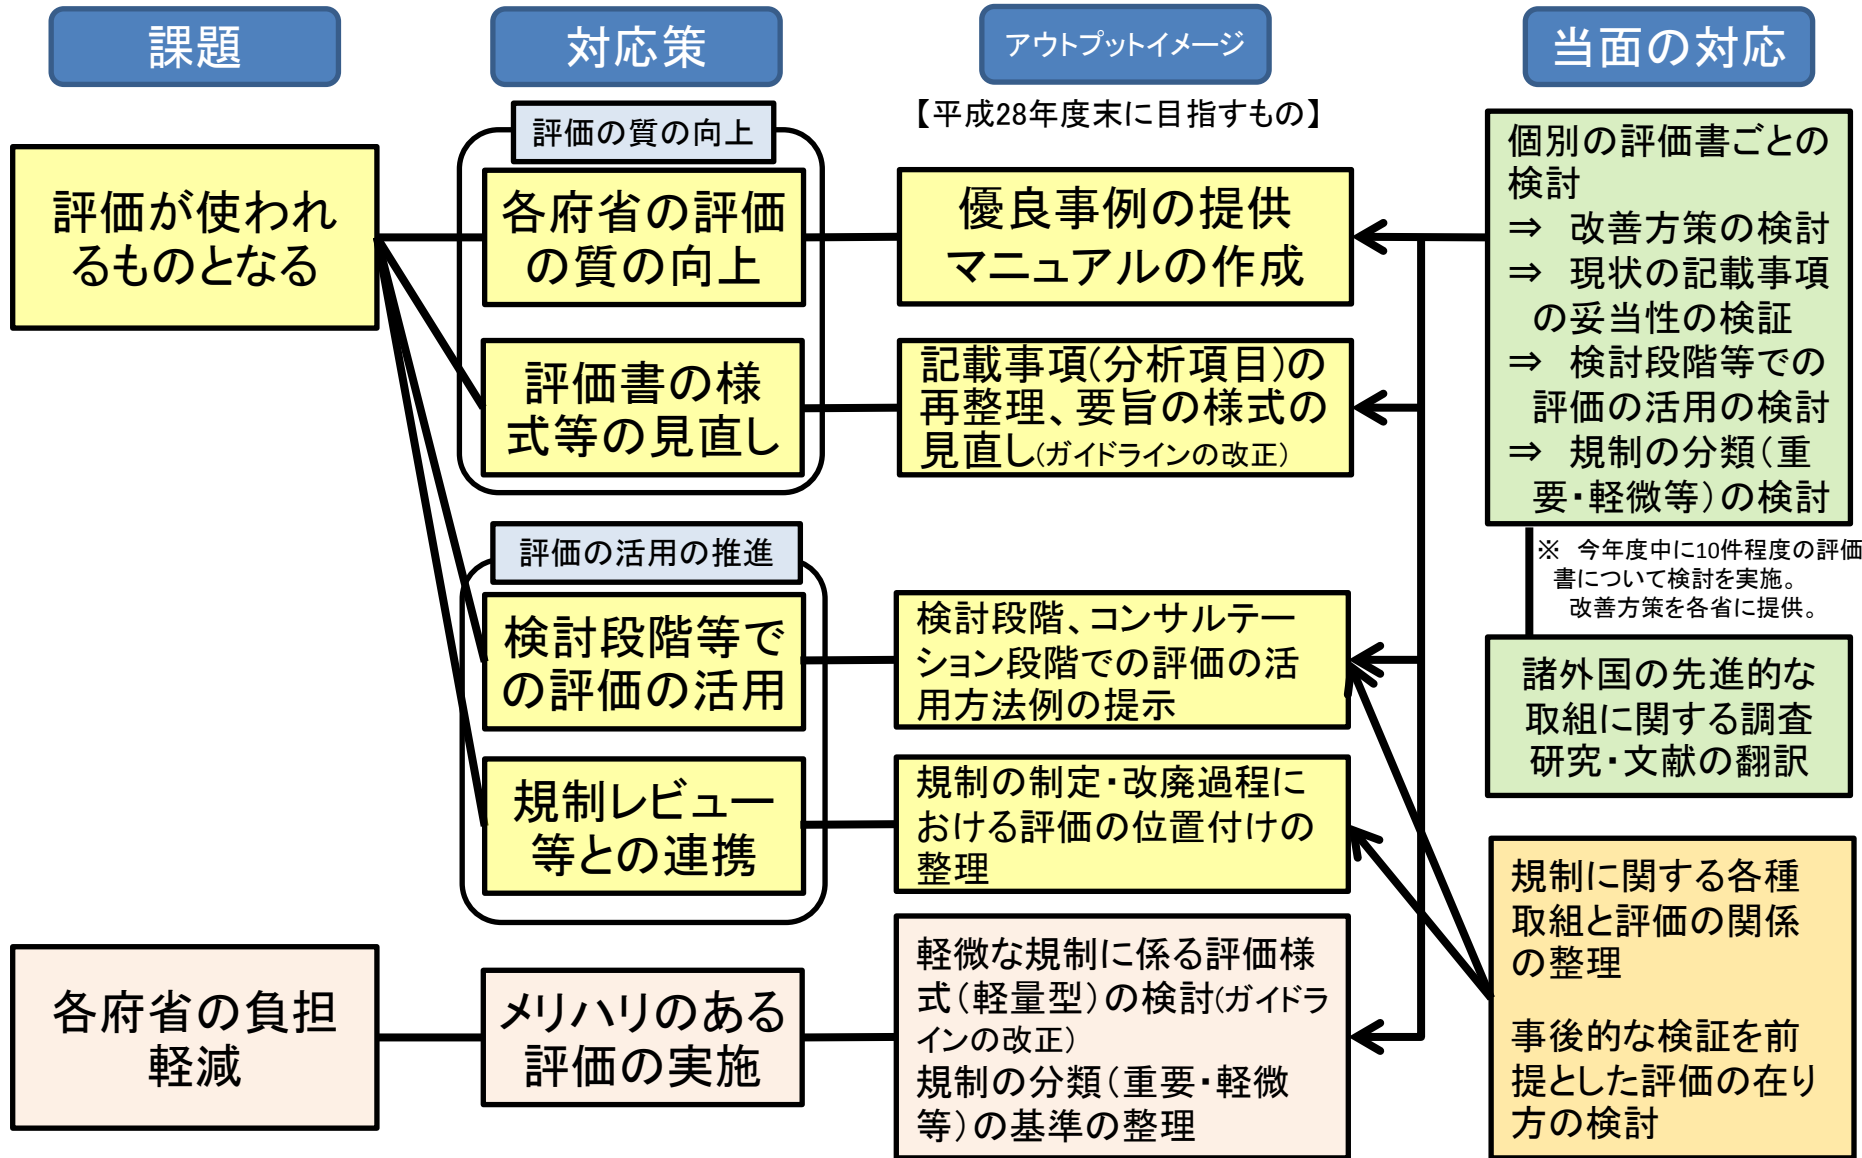 課題
対応策
アウトプットイメージ
当面の対応
【平成28年度末に目指すもの】
評価が使われ
るものとなる
評価の質の向上
各府省の評価
の質の向上
評価書の様
式等の見直し
評価の活用の推進
検討段階等で
の評価の活用
規制レビュー
等との連携
優良事例の提供
マニュアルの作成
記載事項(分析項目)の
再整理、要旨の様式の
見直し(ガイドラインの改正)
検討段階、コンサルテー
ション段階での評価の活
用方法例の提示
規制の制定・改廃過程に
おける評価の位置付けの
整理
個別の評価書ごとの
検討
⇒ 改善方策の検討
⇒ 現状の記載事項
の妥当性の検証
⇒ 検討段階等での
評価の活用の検討
⇒ 規制の分類(重
要・軽微等)の検討
※ 今年度中に10件程度の評価
書について検討を実施。
改善方策を各省に提供。
諸外国の先進的な
取組に関する調査
研究・文献の翻訳
規制に関する各種
取組と評価の関係
の整理
事後的な検証を前
提とした評価の在り
方の検討
各府省の負担
軽減
メリハリのある
評価の実施
軽微な規制に係る評価様
式(軽量型)の検討(ガイドラ
インの改正)
規制の分類(重要・軽微
等)の基準の整理